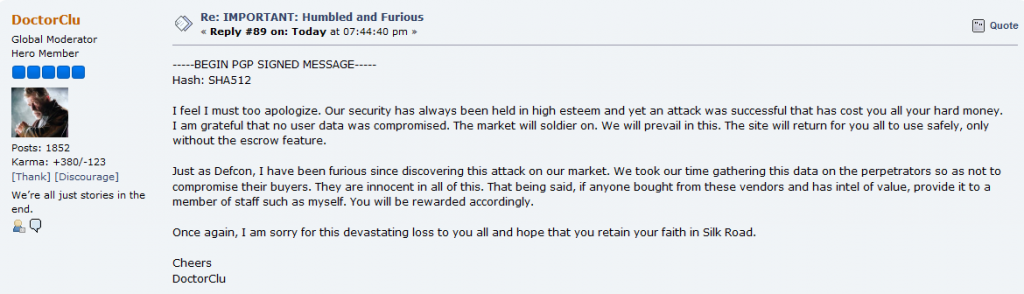 DoctorClu
Global Moderator
Hero Member
Posts: 1852
Karma: +380/-123
[Thank] [Discourage]
We're all just stories in the
end.
Re: IMPORTANT: Humbled and Furious
« Reply #89 on: Today at 07:44:40 pm »
Quote
-----BEGIN PGP SIGNED MESSAGE-----
Hash: SHA512
I feel I must too apologize. Our security has always been held in high esteem and yet an attack was successful that has cost you all your hard money.
I am grateful that no user data was compromised. The market will soldier on. We will prevail in this. The site will return for you all to use safely, only
without the escrow feature.
Just as Defcon, I have been furious since discovering this attack on our market. We took our time gathering this data on the perpetrators so as not to
compromise their buyers. They are innocent in all of this. That being said, if anyone bought from these vendors and has intel of value, provide it to a
member of staff such as myself. You will be rewarded accordingly.
Once again, I am sorry for this devastating loss to you all and hope that you retain your faith in Silk Road.
Cheers
DoctorClu